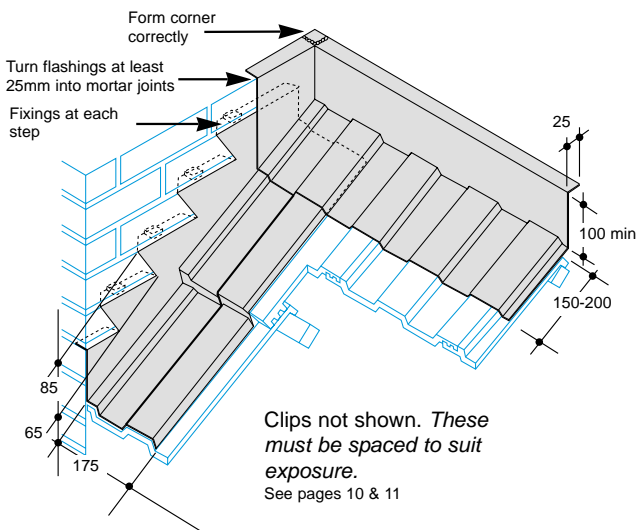 Form corner
correctly
Turn flashings at least
25mm into mortar joints
Fixings at each
step
25
100 min
150-200
85
65
175
Clips not shown. These
must be spaced to suit
exposure.
See pages 10 & 11